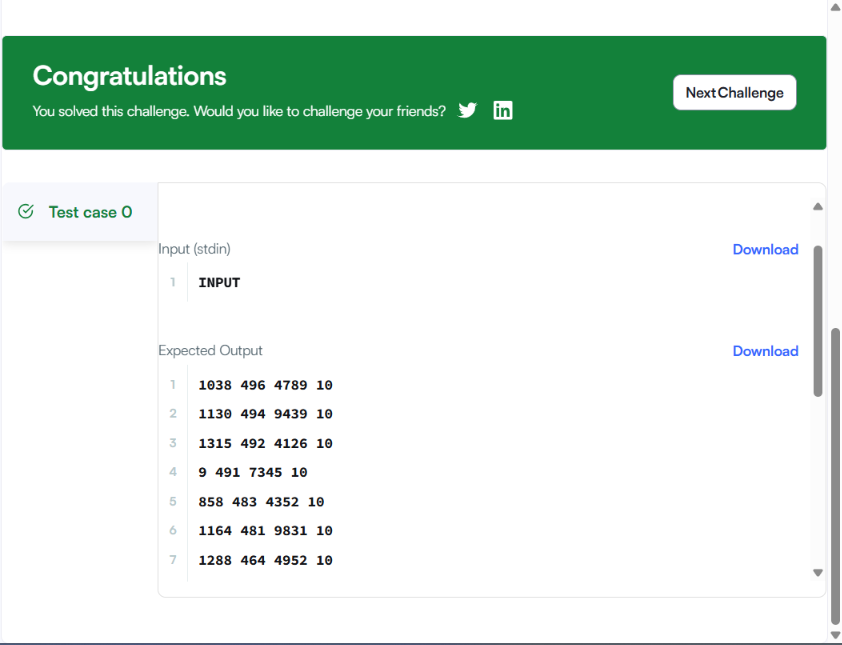 Congratulations
You solved this challenge. Would you like to challenge your friends?
Next Challenge
Test case 0
Input (stdin)
Download
1 INPUT
Expected Output
Download
1 1038 496 4789 10
2 1130 494 9439 10
3 1315 492 4126 10
4 9 491 7345 10
5 858 483 4352 10
6 1164 481 9831 10
7 1288 464 4952 10